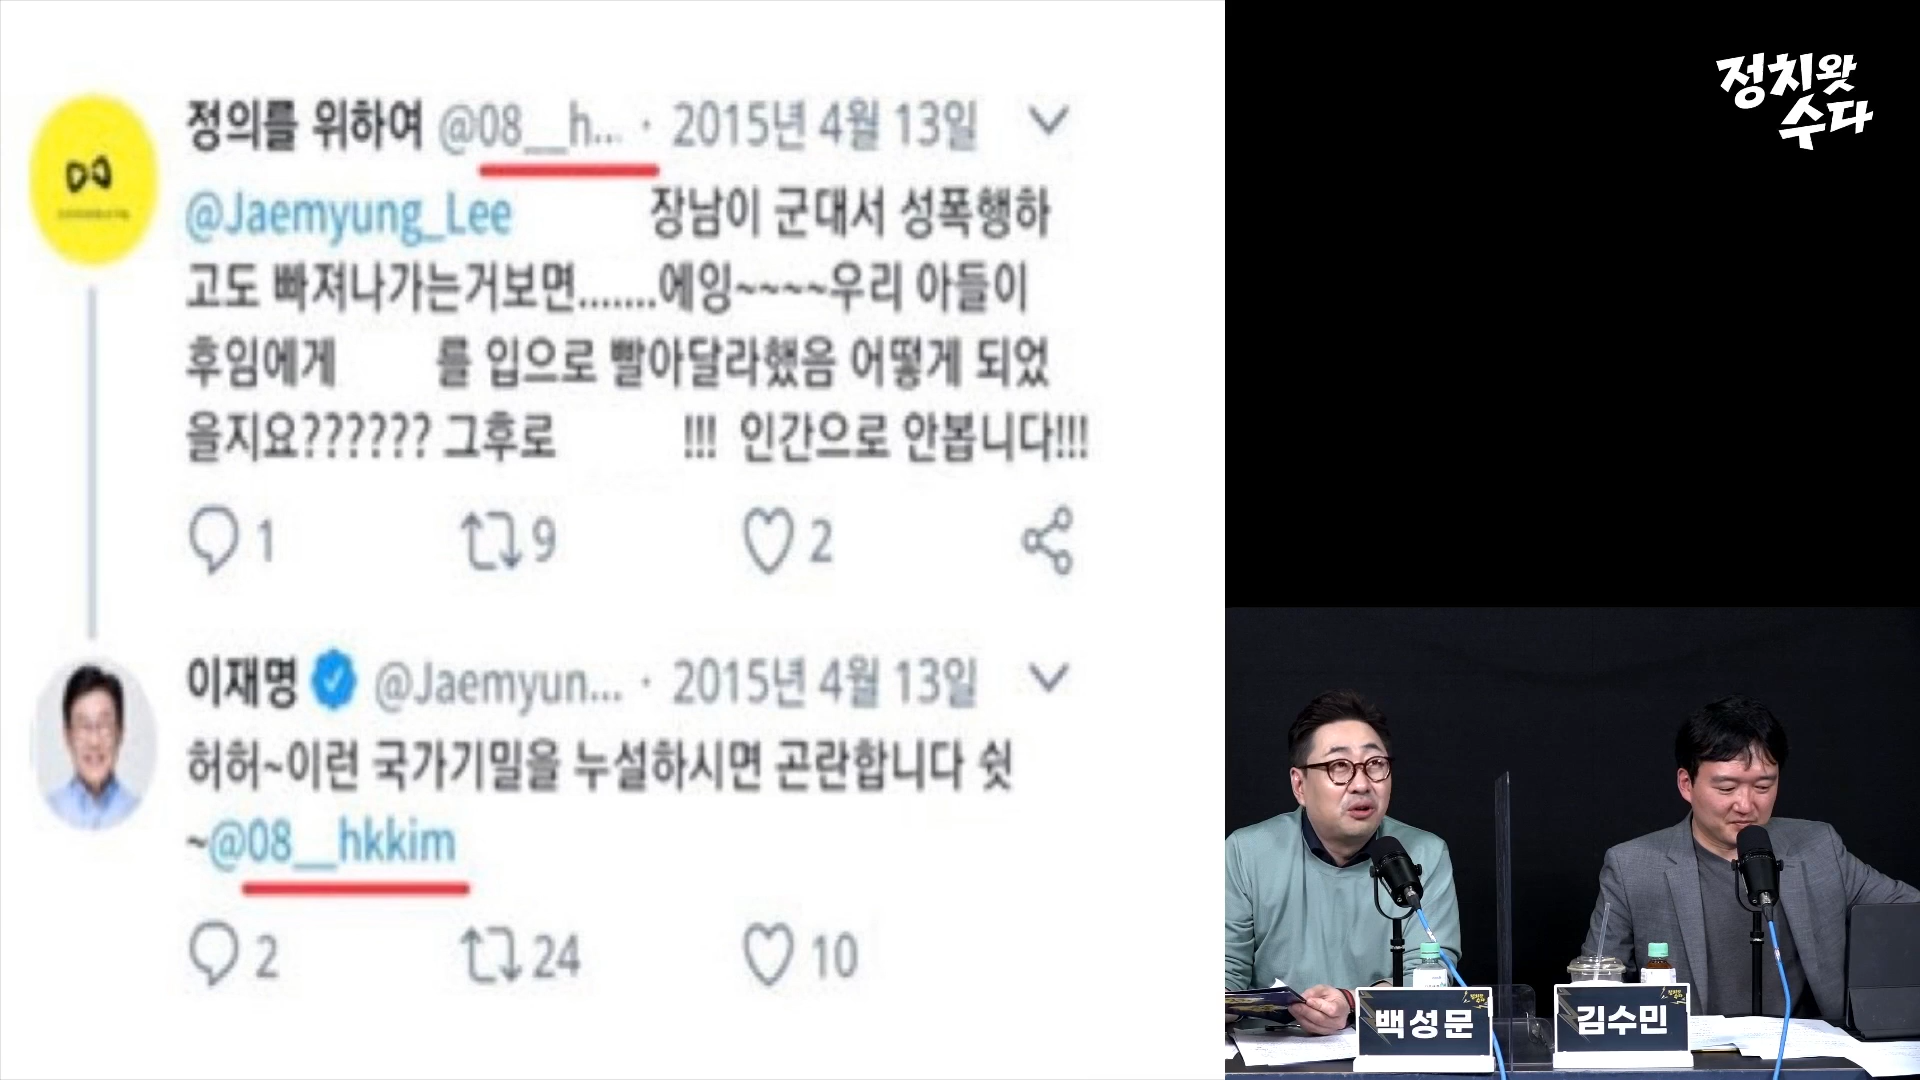 정의를 위하여 @08__h... · 2015년 4월 13일
@Jaemyung_Lee 장남이 군대서 성폭행하
고도 빠져나가는거보면.......에잉~~~~우리 아들이
후임에게 를 입으로 빨아달라했음 어떻게 되었
을지요?????? 그후로 !!! 인간으로 안봅니다!!!
1 9 2
이재명 @Jaemyun... · 2015년 4월 13일
허허~이런 국가기밀을 누설하시면 곤란합니다 쉿
~@08__hkkim
2 24 10
정치왓
수다
백성문
김수민